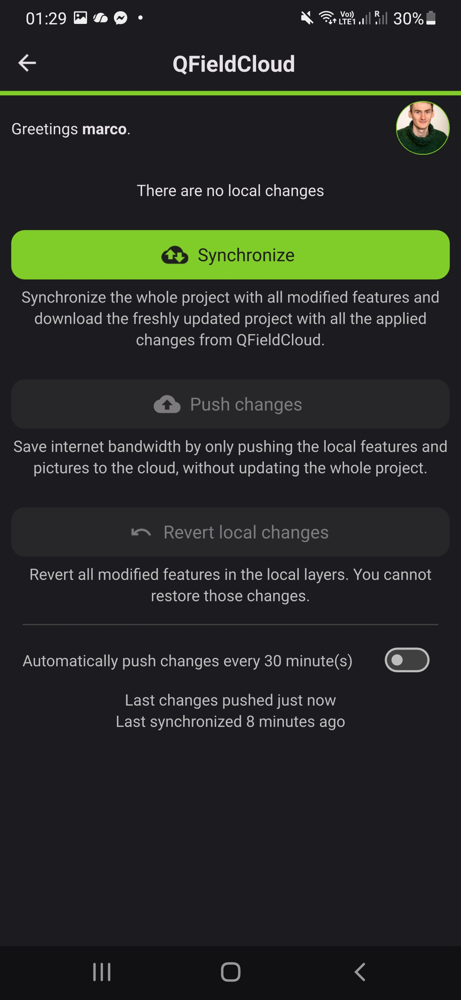 01:29
Vo))
LTE1
R
30%
QFieldCloud
Greetings marco.
There are no local changes
Synchronize
Synchronize the whole project with all modified features and
download the freshly updated project with all the applied
changes from QFieldCloud.
Push changes
Save internet bandwidth by only pushing the local features and
pictures to the cloud, without updating the whole project.
Revert local changes
Revert all modified features in the local layers. You cannot
restore those changes.
Automatically push changes every 30 minute(s)
Last changes pushed just now
Last synchronized 8 minutes ago